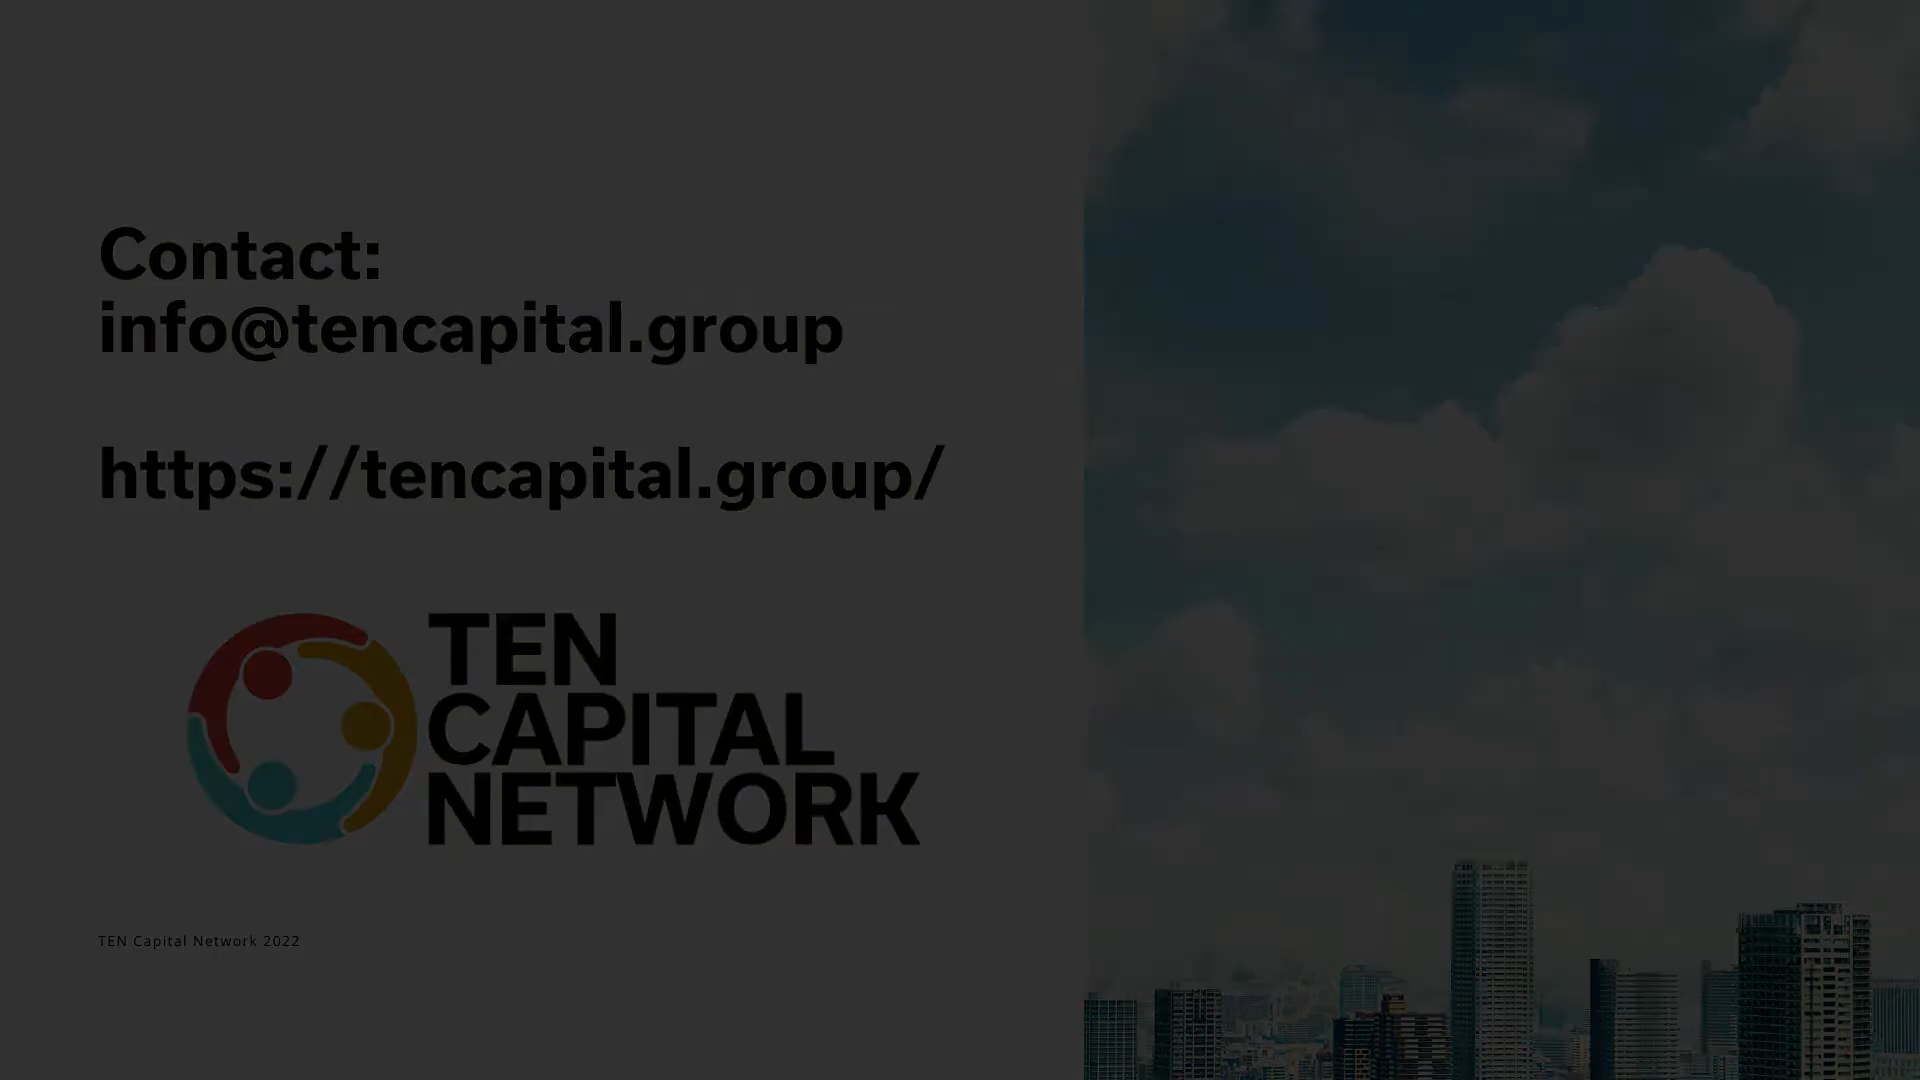 Contact:
info@tencapital.group
https://tencapital.group/
TEN
CAPITAL
NETWORK
TEN Capital Network 2022